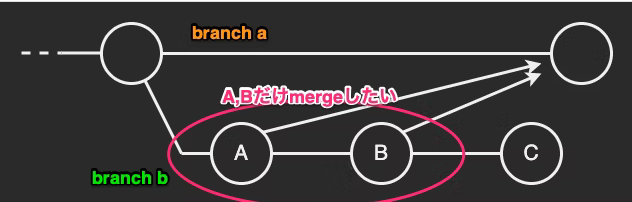 branch a
A,Bだけmergeしたい
A
B
C
branch b